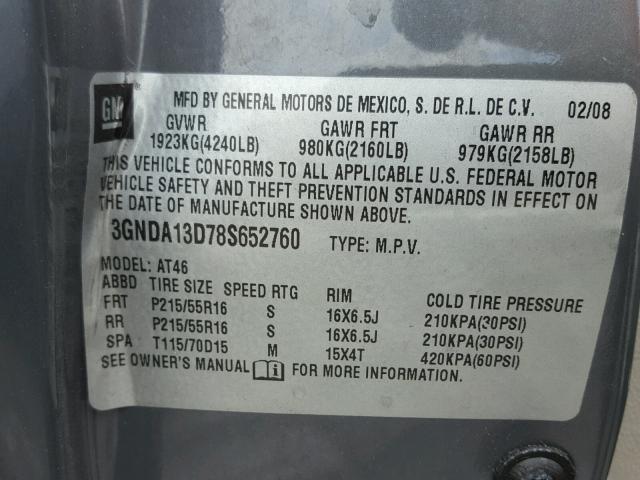 GM
MFD BY GENERAL MOTORS DE MEXICO, S. DE R.L. DE C.V. 02/08
GVWR GAWR FRT GAWR RR
1923KG(4240LB) 980KG(2160LB) 979KG(2158LB)
THIS VEHICLE CONFORMS TO ALL APPLICABLE U.S. FEDERAL MOTOR
VEHICLE SAFETY AND THEFT PREVENTION STANDARDS IN EFFECT ON
THE DATE OF MANUFACTURE SHOWN ABOVE.
3GNDA13D78S652760 TYPE: M.P.V.
MODEL: AT46
ABBD TIRE SIZE SPEED RTG RIM COLD TIRE PRESSURE
FRT P215/55R16 S 16X6.5J 210KPA(30PSI)
RR P215/55R16 S 16X6.5J 210KPA(30PSI)
SPA T115/70D15 M 15X4T 420KPA(60PSI)
SEE OWNER'S MANUAL FOR MORE INFORMATION.